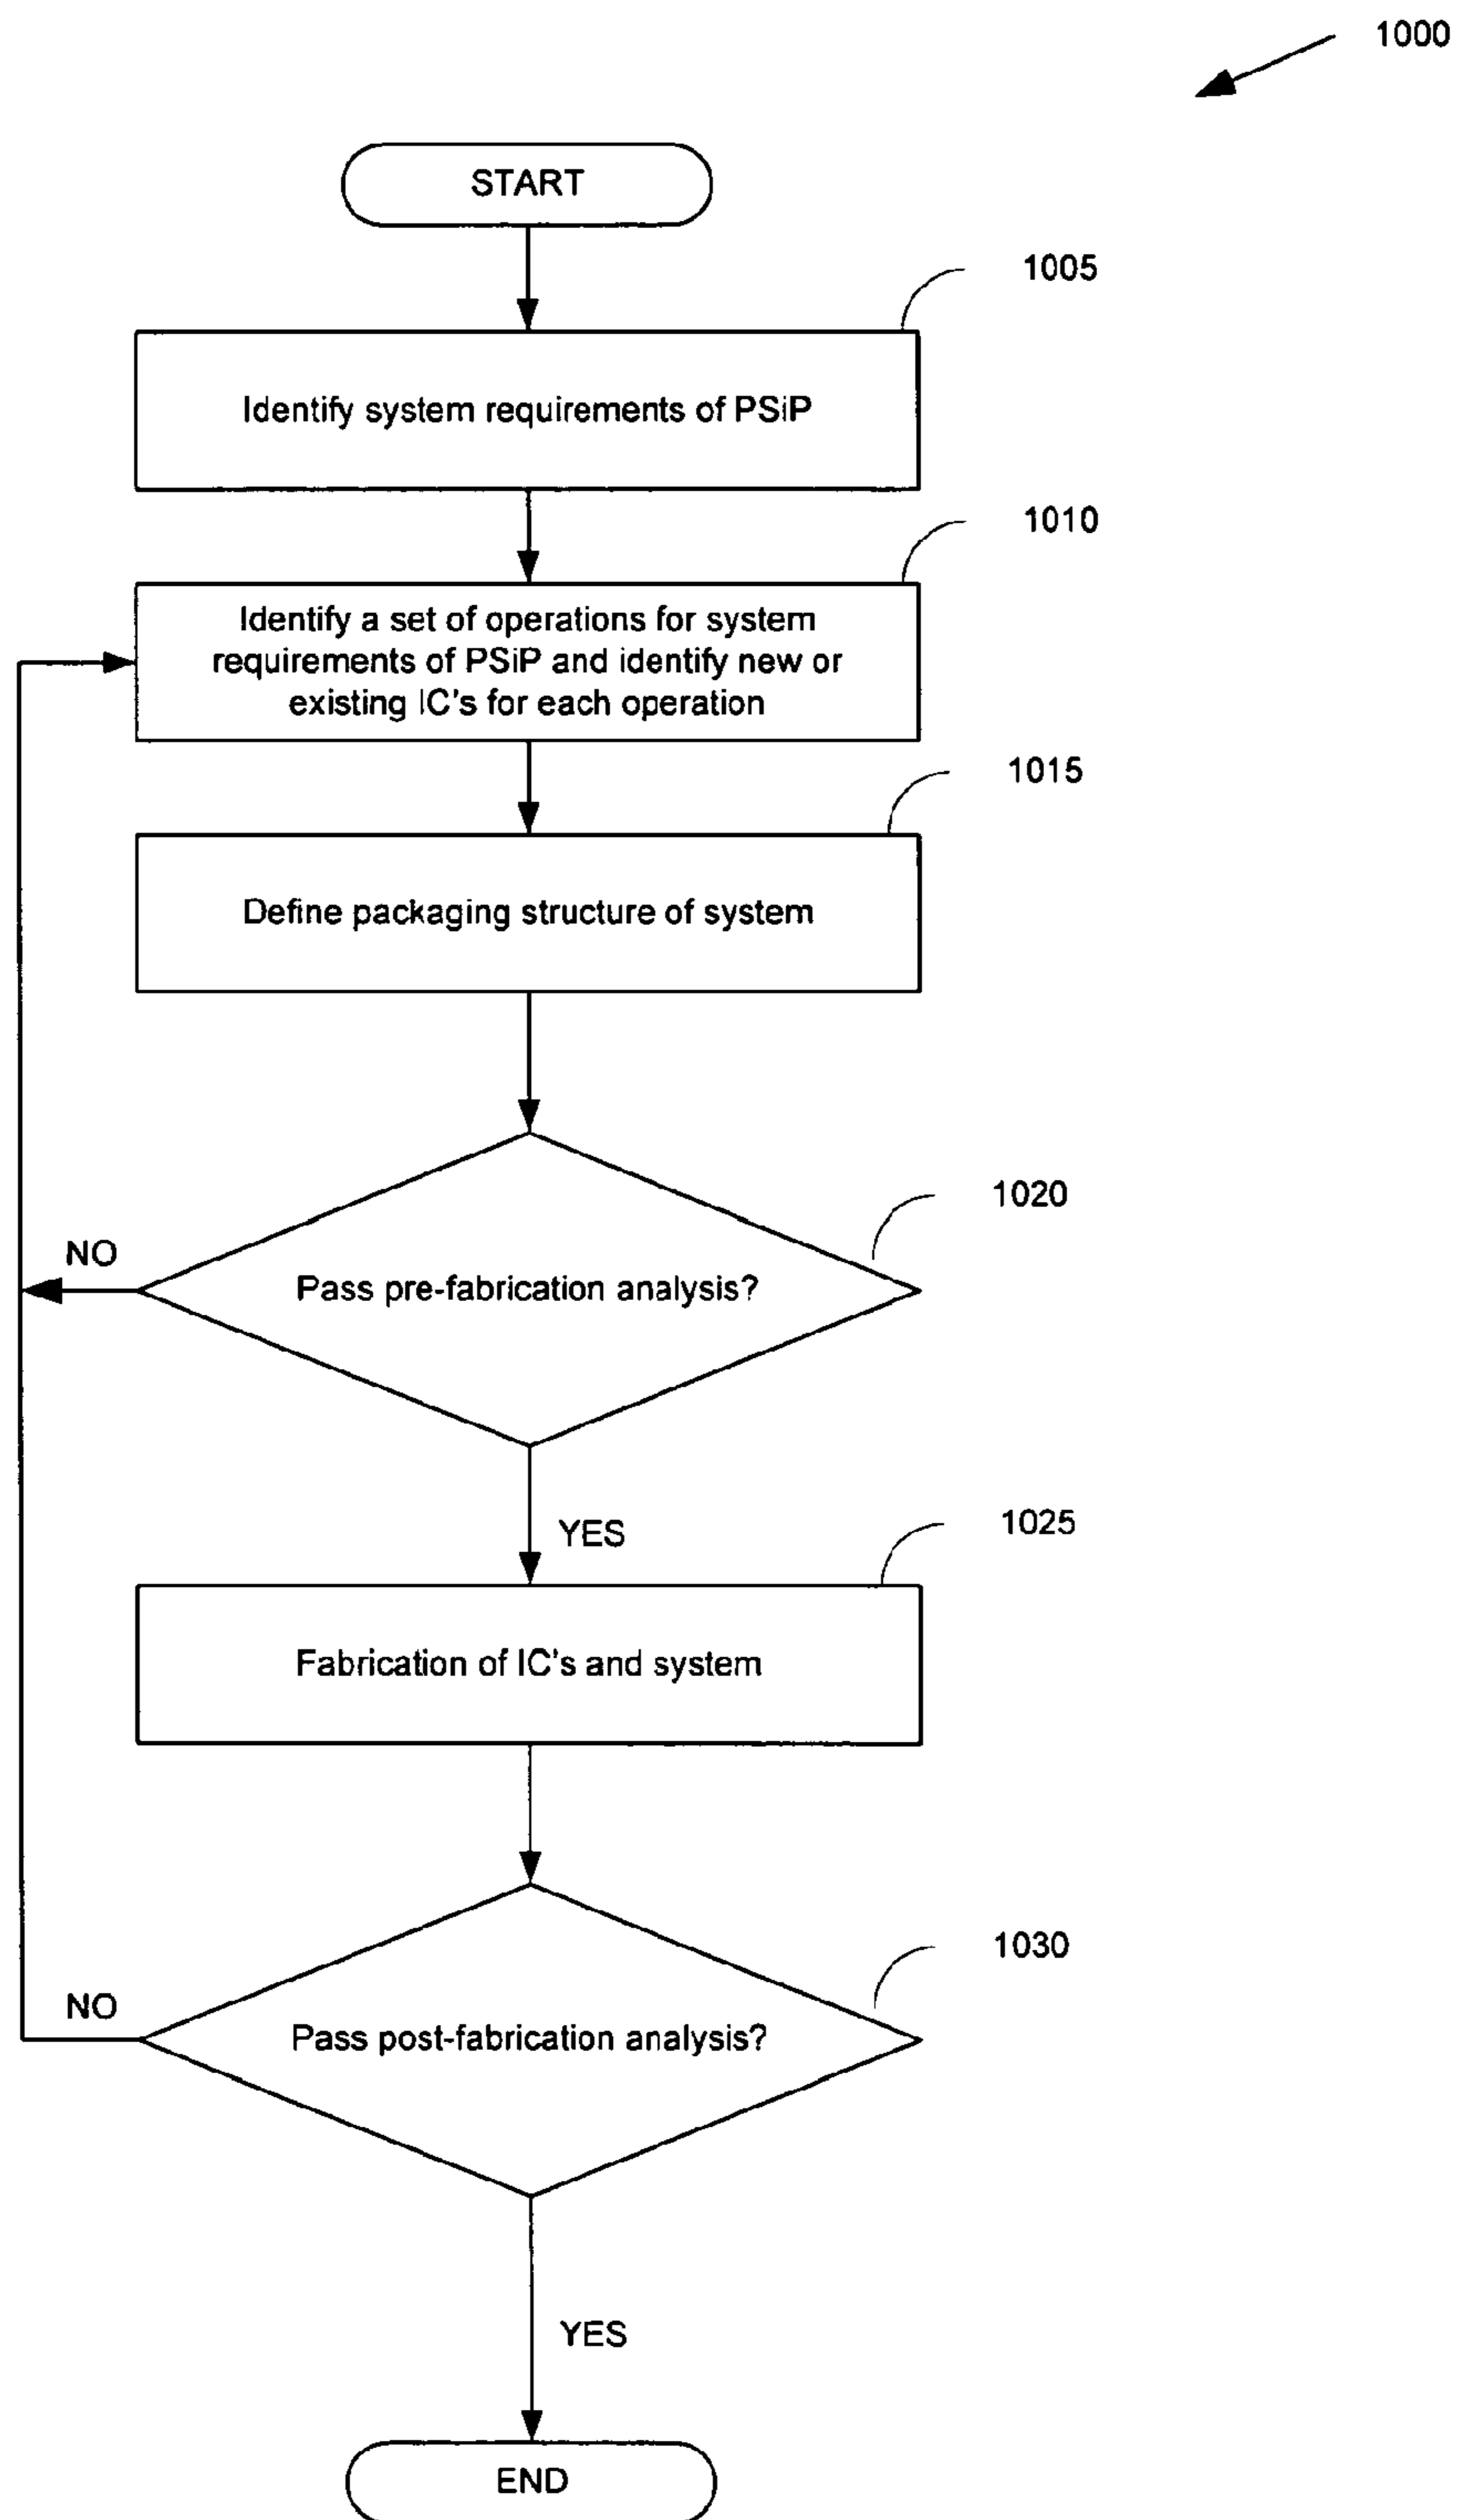 1000
START
1005
Identify system requirements of PSiP
1010
Identify a set of operations for system
requirements of PSiP and identify new or
existing IC's for each operation
1015
Define packaging structure of system
1020
NO
Pass pre-fabrication analysis?
YES
1025
Fabrication of IC's and system
1030
NO
Pass post-fabrication analysis?
YES
END